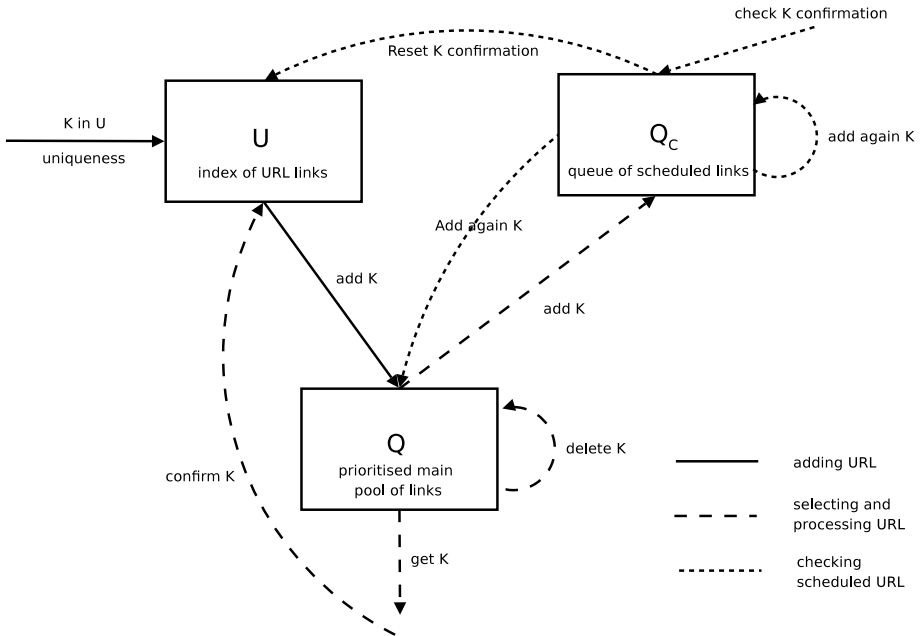 check K confirmation
Reset K confirmation
K in U
uniqueness
U
index of URL links
Q_C
queue of scheduled links
add again K
Add again K
add K
add K
Q
prioritised main
pool of links
delete K
confirm K
get K
adding URL
selecting and
processing URL
checking
scheduled URL